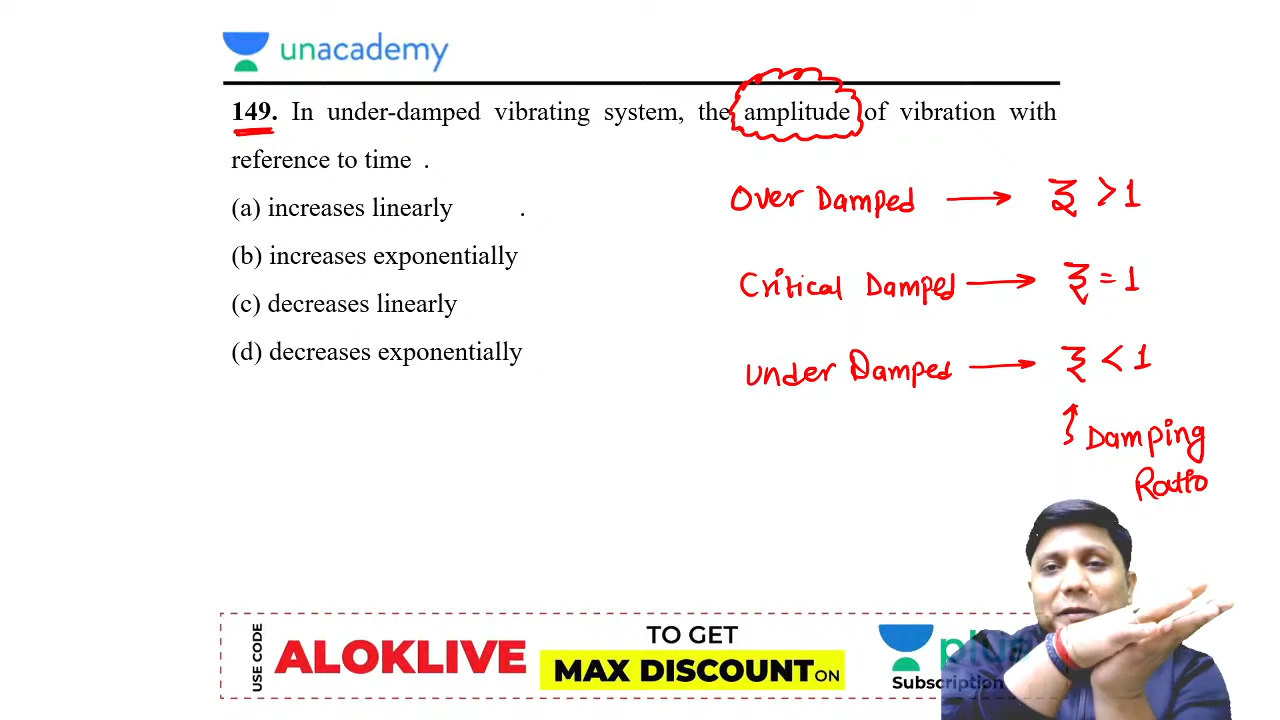 unacademy
149. In under-damped vibrating system, the amplitude of vibration with
reference to time .
(a) increases linearly .
(b) increases exponentially
(c) decreases linearly
(d) decreases exponentially
Over Damped → ξ > 1
Critical Damped → ξ = 1
Under Damped → ξ < 1
Damping
Ratio
USE CODE
ALOKLIVE
TO GET
MAX DISCOUNT ON
plus
Subscription